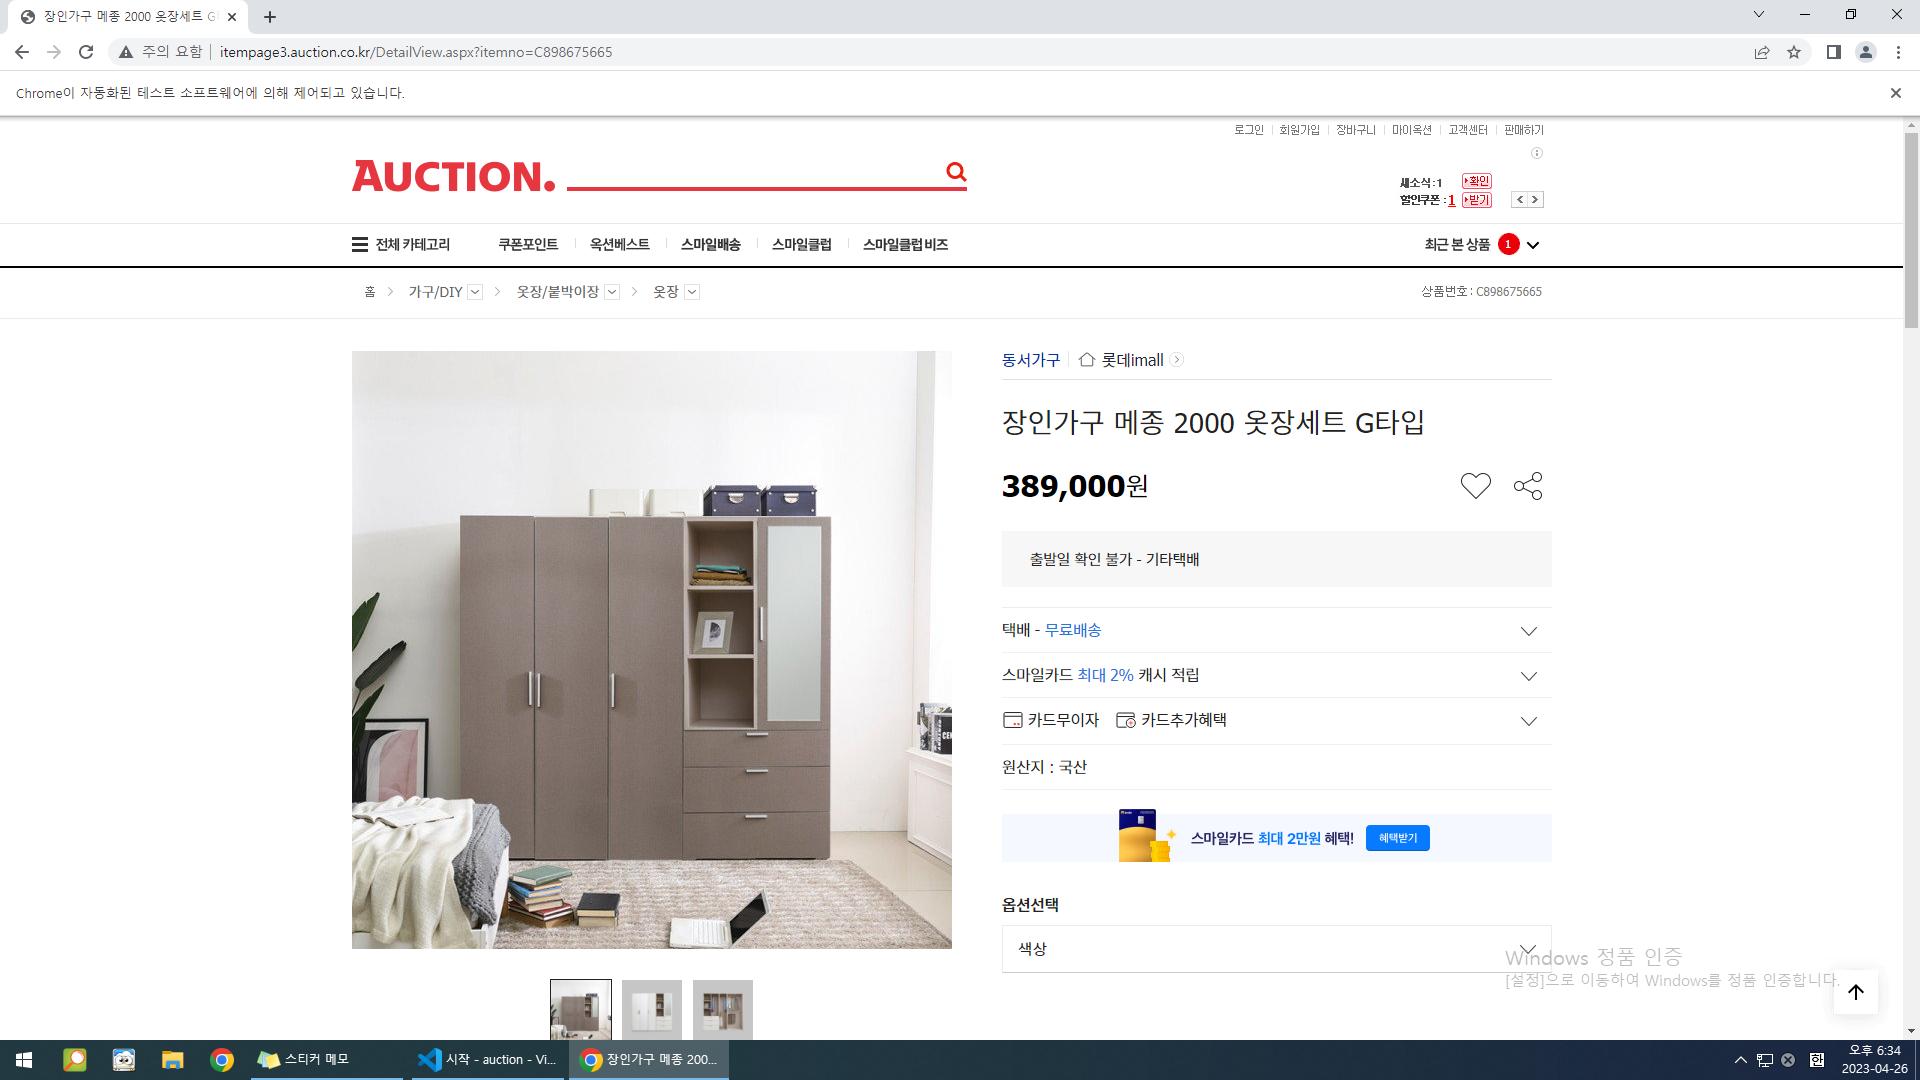 장인가구 메종 2000 옷장세트 G
주의 요함
itempage3.auction.co.kr/DetailView.aspx?itemno=C898675665
Chrome이 자동화된 테스트 소프트웨어에 의해 제어되고 있습니다.
로그인 회원가입 장바구니 마이옥션 고객센터 판매하기
AUCTION.
새소식:1 확인
할인쿠폰:1 받기
전체 카테고리 쿠폰포인트 옥션베스트 스마일배송 스마일클럽 스마일클럽 비즈 최근 본 상품 1
홈 가구/DIY 옷장/붙박이장 옷장 상품번호 : C898675665
동서가구 롯데imall
장인가구 메종 2000 옷장세트 G타입
389,000원
출발일 확인 불가 - 기타택배
택배 - 무료배송
스마일카드 최대 2% 캐시 적립
카드무이자 카드추가혜택
원산지 : 국산
스마일카드 최대 2만원 혜택! 혜택받기
옵션선택
색상
Windows 정품 인증
[설정]으로 이동하여 Windows를 정품 인증합니다.
스티커 메모 시작 - auction - Vi... 장인가구 메종 200...
한
오후 6:34
2023-04-26